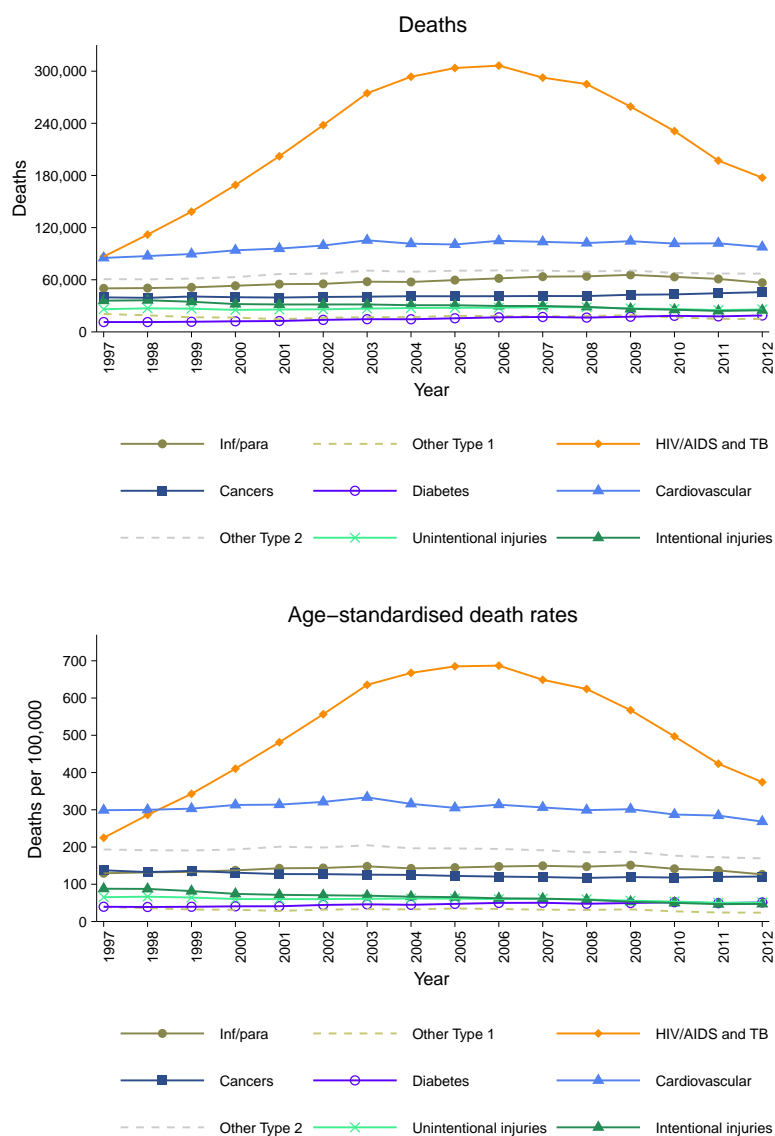 Deaths
300,000
240,000
180,000
120,000
60,000
0
Deaths
1997 1998 1999 2000 2001 2002 2003 2004 2005 2006 2007 2008 2009 2010 2011 2012
Year
Inf/para Other Type 1 HIV/AIDS and TB
Cancers Diabetes Cardiovascular
Other Type 2 Unintentional injuries Intentional injuries
Age−standardised death rates
700
600
500
400
300
200
100
0
Deaths per 100,000
1997 1998 1999 2000 2001 2002 2003 2004 2005 2006 2007 2008 2009 2010 2011 2012
Year
Inf/para Other Type 1 HIV/AIDS and TB
Cancers Diabetes Cardiovascular
Other Type 2 Unintentional injuries Intentional injuries